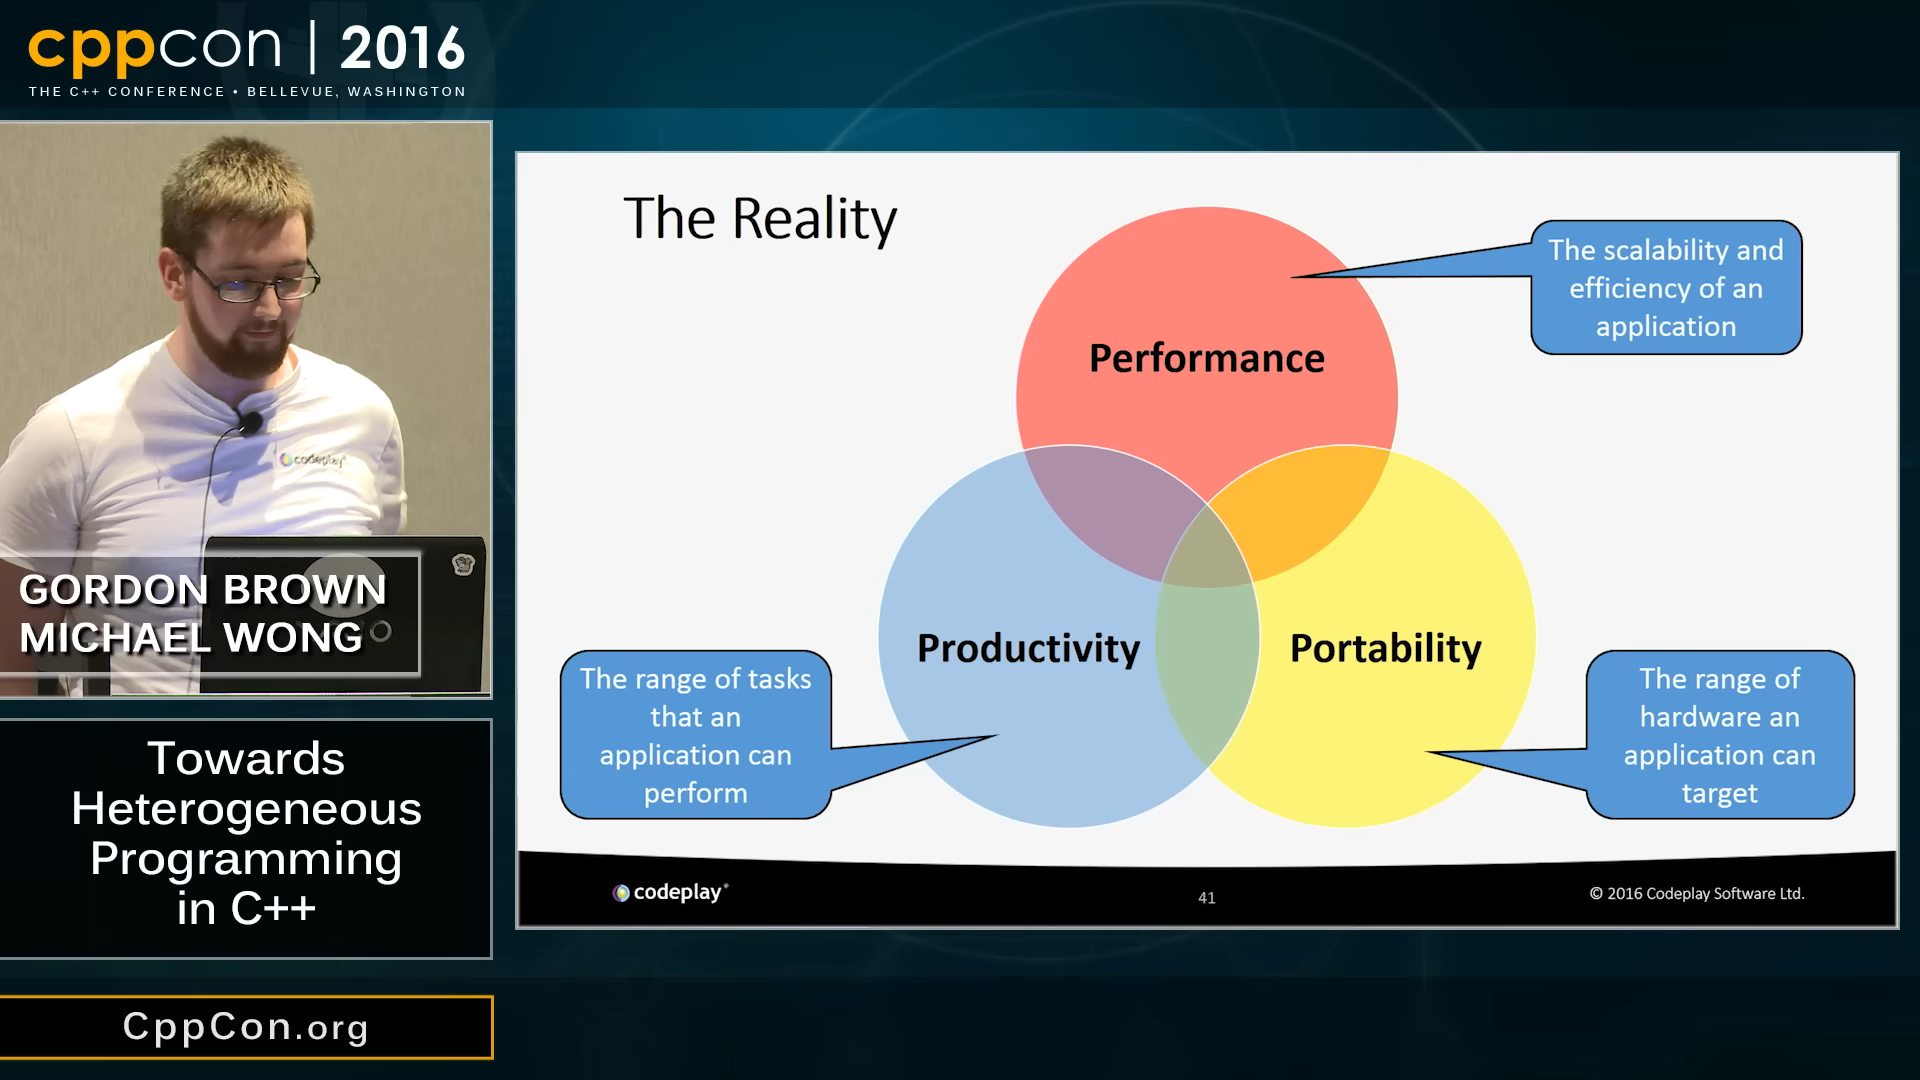 cppcon | 2016
THE C++ CONFERENCE • BELLEVUE, WASHINGTON
codeplay
GORDON BROWN
MICHAEL WONG
Towards
Heterogeneous
Programming
in C++
CppCon.org
The Reality
Performance
Productivity
Portability
The scalability and
efficiency of an
application
The range of tasks
that an
application can
perform
The range of
hardware an
application can
target
codeplay®
41
© 2016 Codeplay Software Ltd.